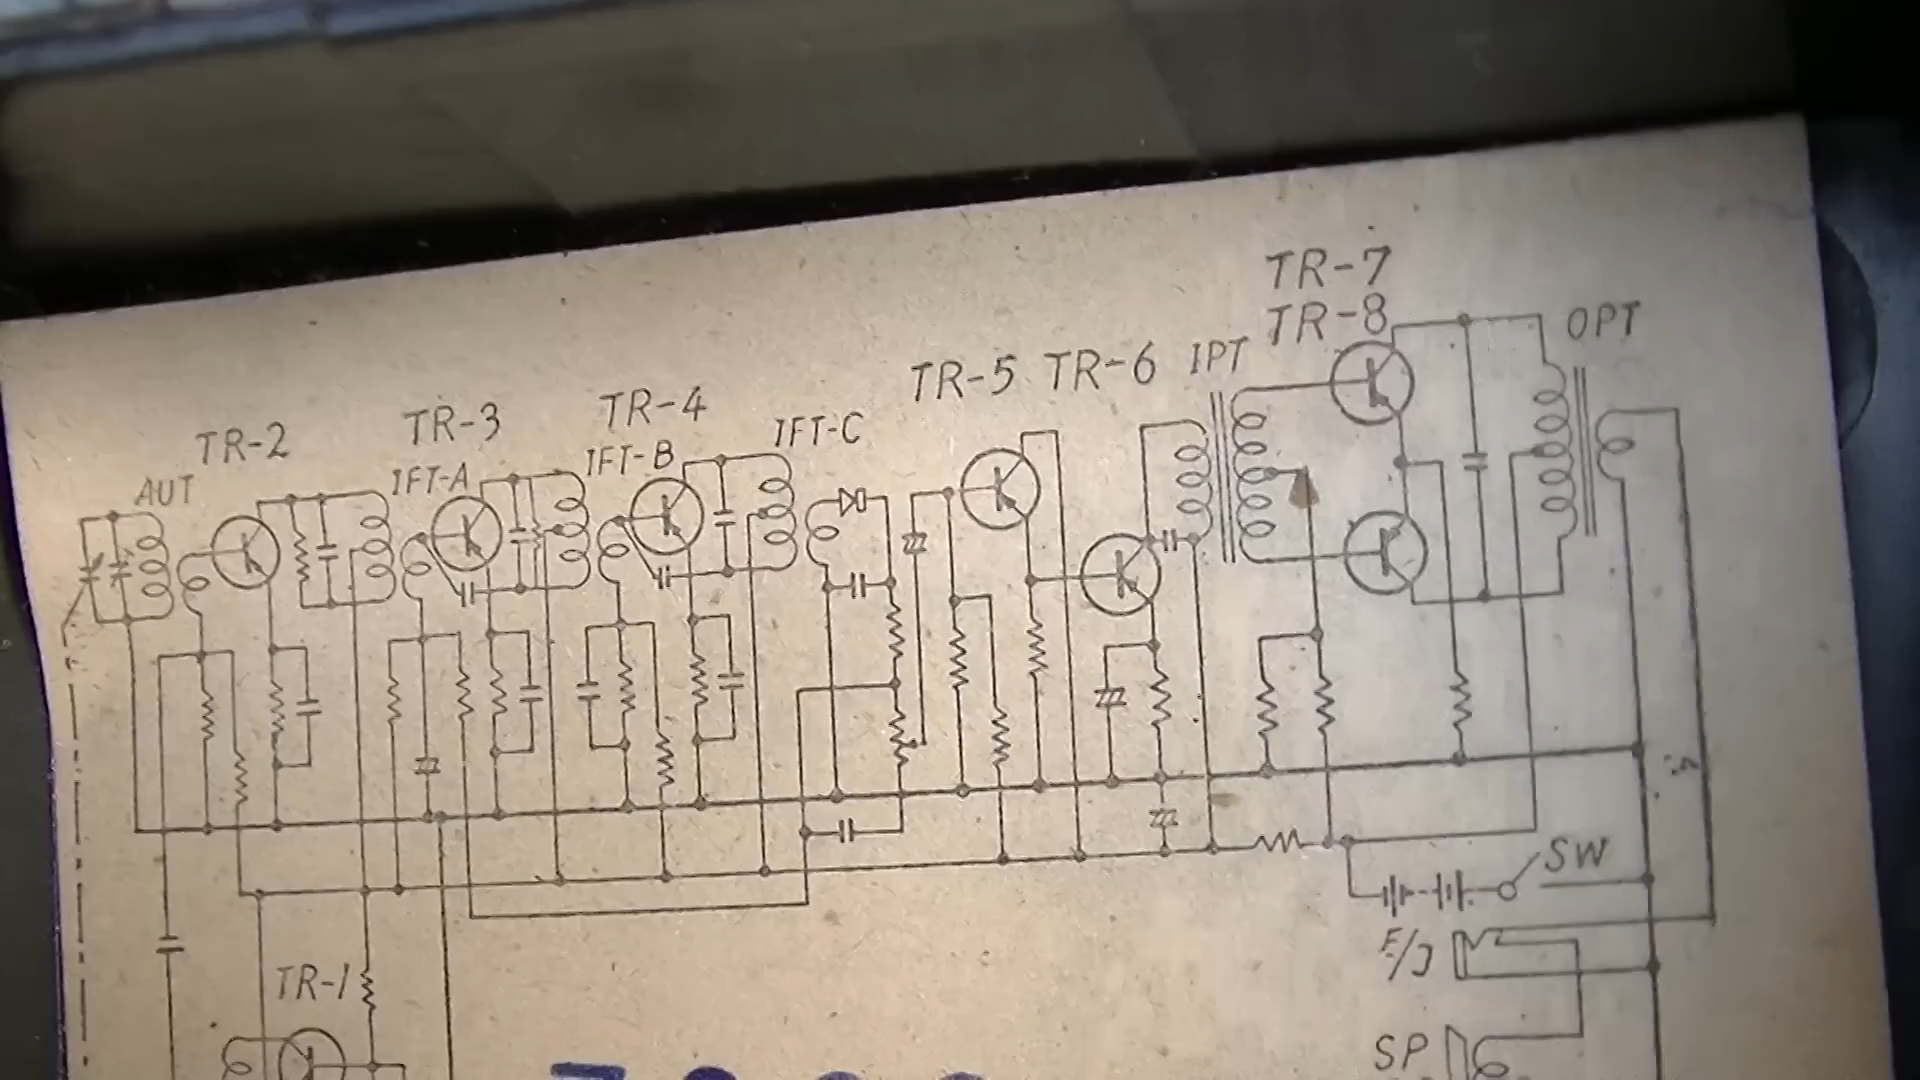 TR-7
TR-8
OPT
TR-5
TR-6
IPT
TR-4
IFT-C
TR-3
IFT-B
TR-2
IFT-A
AUT
SW
E/J
TR-1
SP